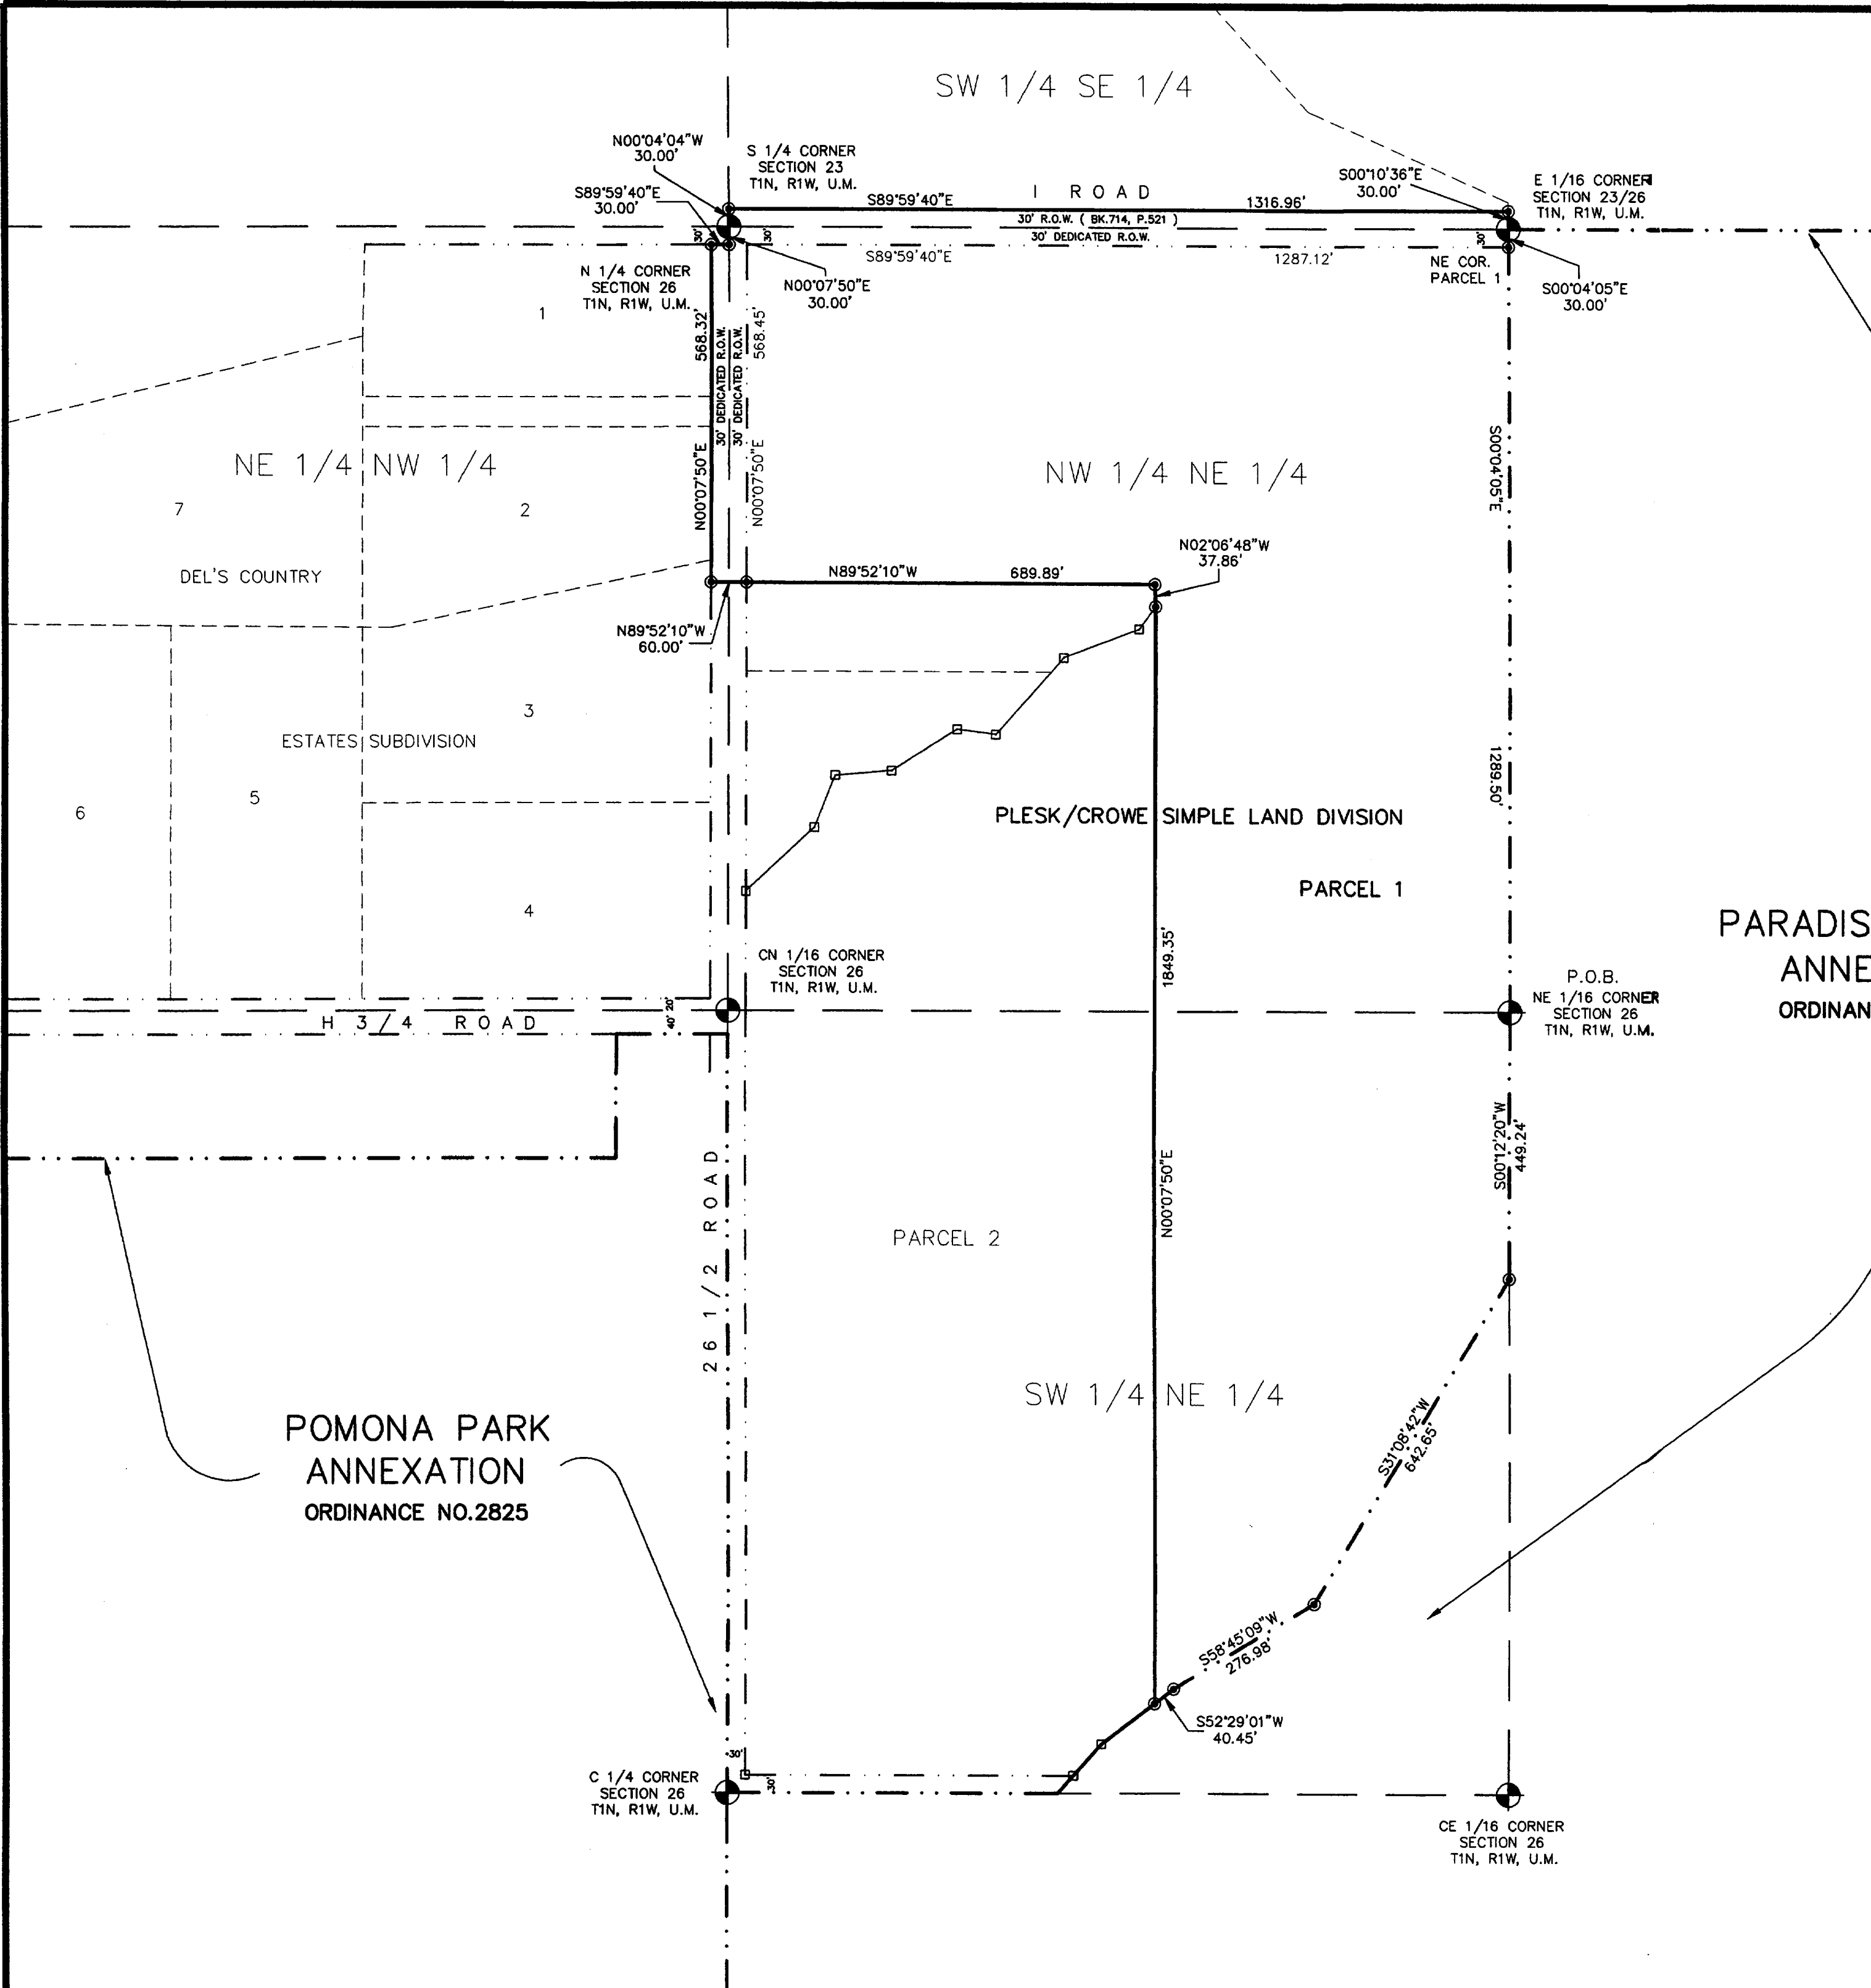 SW 1/4 SE 1/4
N00°04'04"W
30.00'
S 1/4 CORNER
SECTION 23
T1N, R1W, U.M.
S89°59'40"E
30.00'
I ROAD
S89°59'40"E
1316.96'
30' R.O.W. ( BK.714, P.521 )
30' DEDICATED R.O.W.
S00°10'36"E
30.00'
E 1/16 CORNER
SECTION 23/26
T1N, R1W, U.M.
30'
30'
30'
S89°59'40"E
1287.12'
NE COR.
PARCEL 1
S00°04'05"E
30.00'
N 1/4 CORNER
SECTION 26
T1N, R1W, U.M.
N00°07'50"E
30.00'
1
568.32'
30' DEDICATED R.O.W.
30' DEDICATED R.O.W.
568.45'
N00°07'50"E
N00°07'50"E
S00°04'05"E
NE 1/4 NW 1/4
NW 1/4 NE 1/4
7
2
DEL'S COUNTRY
N02°06'48"W
37.86'
N89°52'10"W
689.89'
N89°52'10"W
60.00'
3
ESTATES SUBDIVISION
1289.50'
6
5
PLESK/CROWE SIMPLE LAND DIVISION
PARCEL 1
4
PARADIS
ANNE
ORDINAN
1849.35'
CN 1/16 CORNER
SECTION 26
T1N, R1W, U.M.
P.O.B.
NE 1/16 CORNER
SECTION 26
T1N, R1W, U.M.
H 3/4 ROAD
40' 20'
S00°12'20"W
449.24'
26 1/2 ROAD
N00°07'50"E
PARCEL 2
SW 1/4 NE 1/4
S31°08'42"W
642.65'
POMONA PARK
ANNEXATION
ORDINANCE NO.2825
S58°45'09"W
276.98'
S52°29'01"W
40.45'
30'
30'
C 1/4 CORNER
SECTION 26
T1N, R1W, U.M.
CE 1/16 CORNER
SECTION 26
T1N, R1W, U.M.